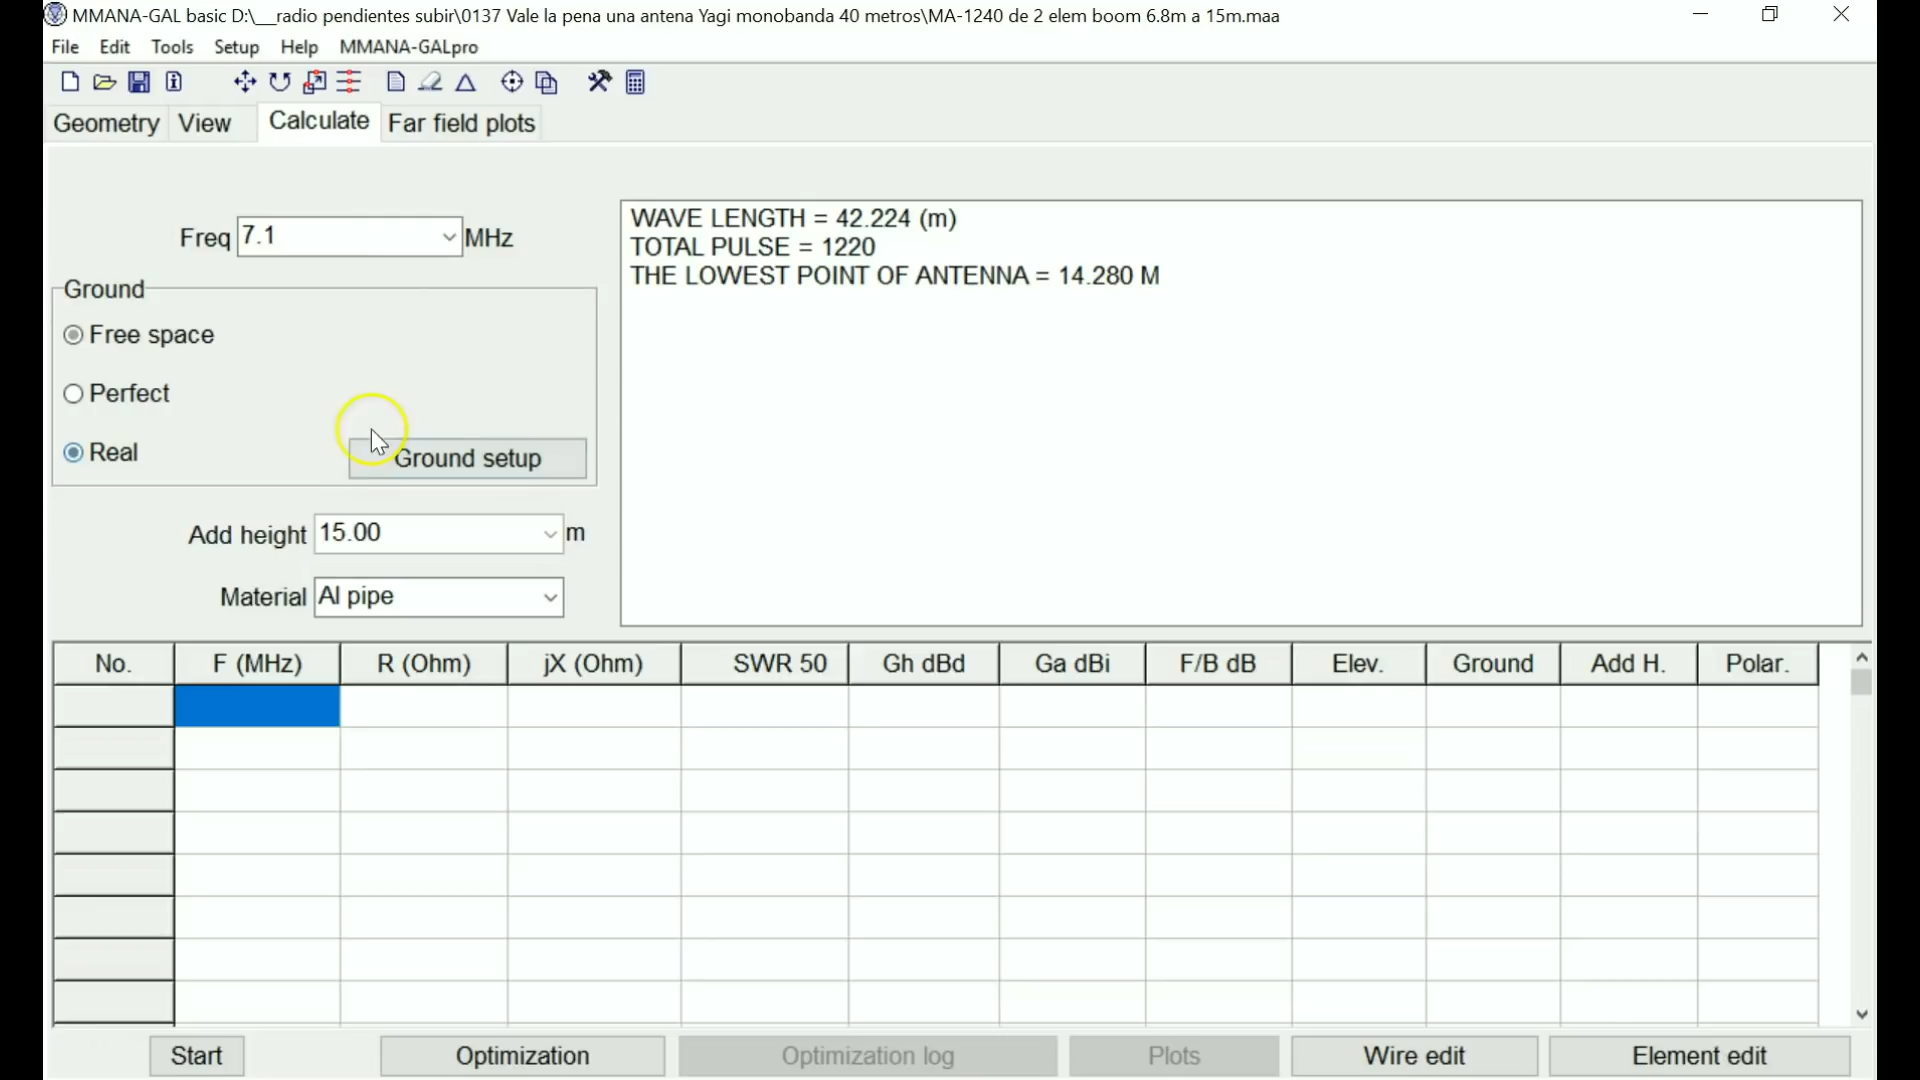 MMANA-GAL basic D:\__radio pendientes subir\0137 Vale la pena una antena Yagi monobanda 40 metros\MA-1240 de 2 elem boom 6.8m a 15m.maa
File Edit Tools Setup Help MMANA-GALpro
Geometry View Calculate Far field plots
Freq 7.1 MHz
Ground
Free space
Perfect
Real
Ground setup
Add height 15.00 m
Material Al pipe
WAVE LENGTH = 42.224 (m)
TOTAL PULSE = 1220
THE LOWEST POINT OF ANTENNA = 14.280 M
No. F (MHz) R (Ohm) jX (Ohm) SWR 50 Gh dBd Ga dBi F/B dB Elev. Ground Add H. Polar.
Start Optimization Optimization log Plots Wire edit Element edit